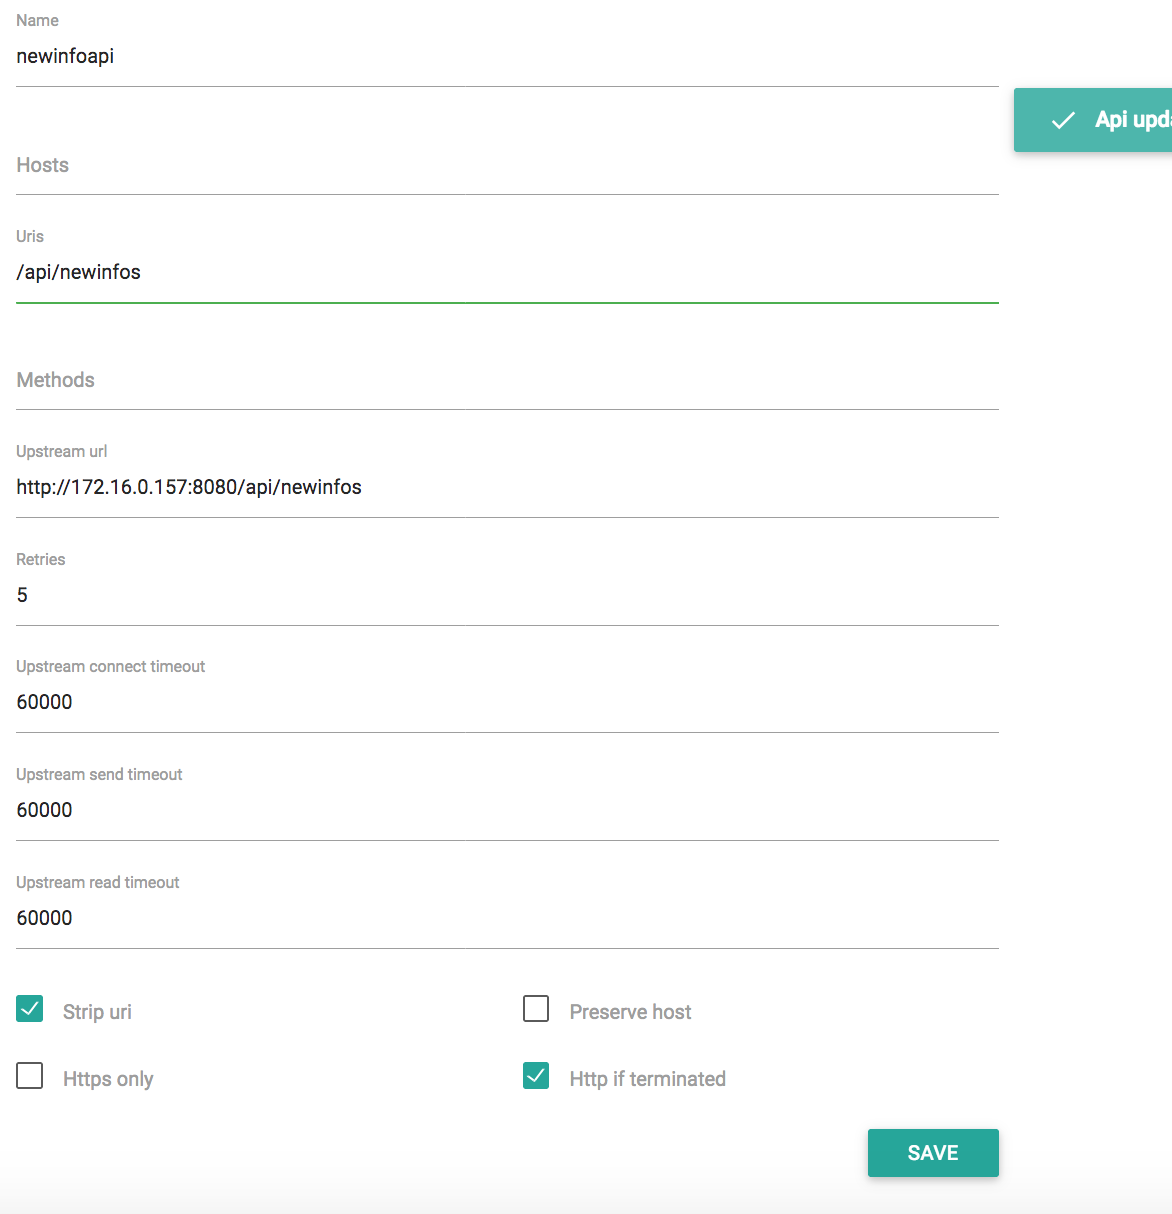 Name
newinfoapi
Api
Hosts
Uris
/api/newinfos
Methods
Upstream url
http://172.16.0.157:8080/api/newinfos
Retries
5
Upstream connect timeout
60000
Upstream send timeout
60000
Upstream read timeout
60000
Strip uri
Preserve host
Https only
Http if terminated
SAVE